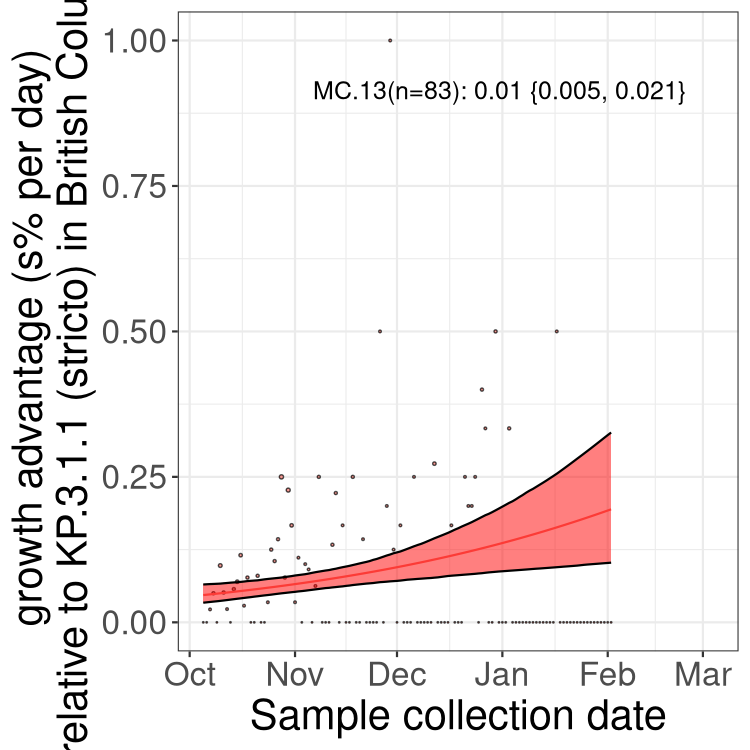 growth advantage (s% per day)
relative to KP.3.1.1 (stricto) in British Colu
1.00
0.75
0.50
0.25
0.00
MC.13(n=83): 0.01 {0.005, 0.021}
Oct Nov Dec Jan Feb Mar
Sample collection date